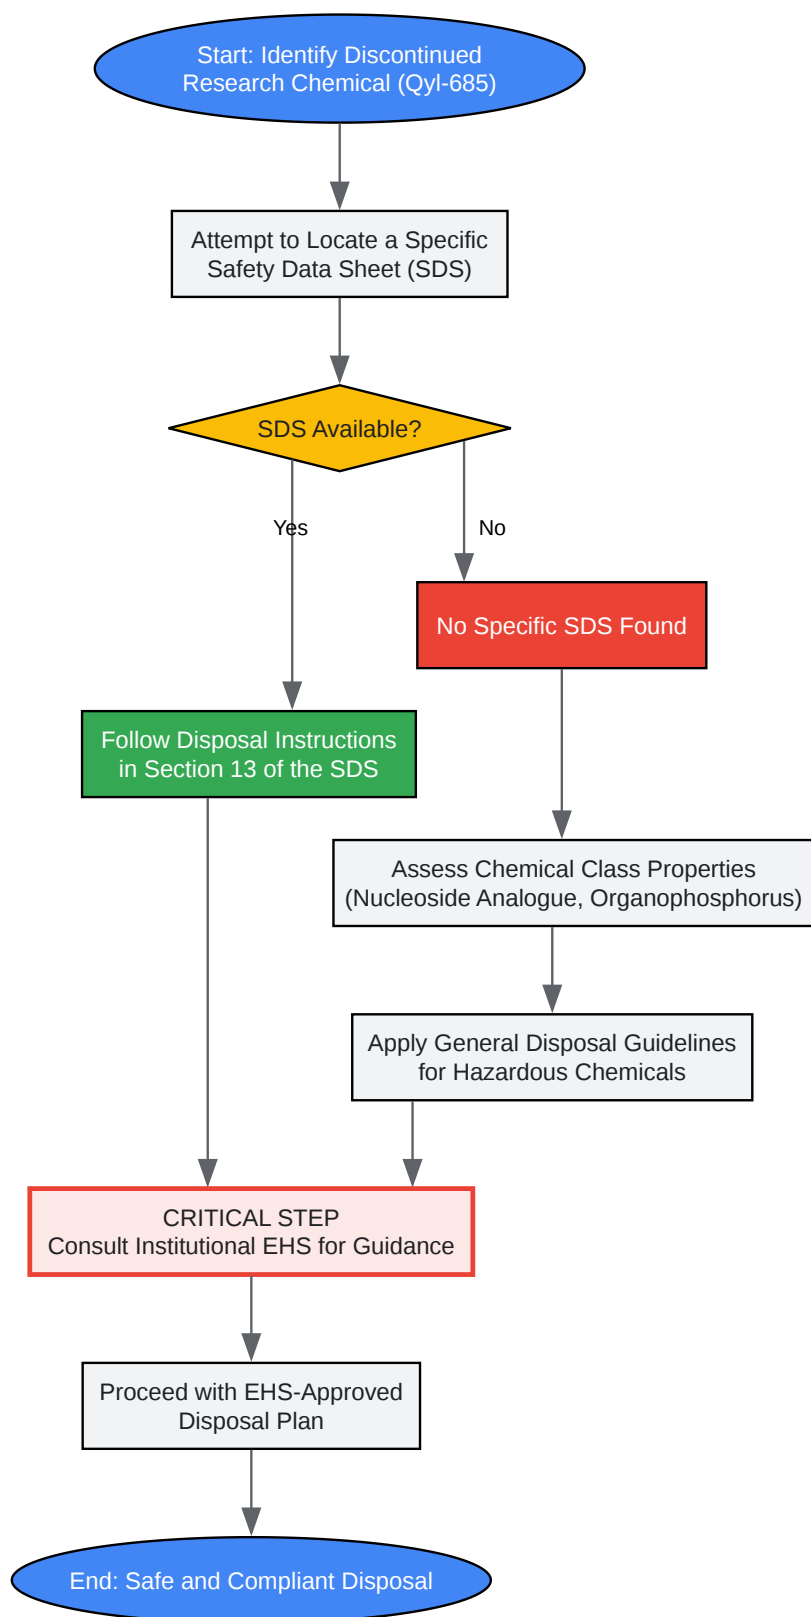 Start: Identify Discontinued
Research Chemical (Qyl-685)
Attempt to Locate a Specific
Safety Data Sheet (SDS)
SDS Available?
Yes
No
No Specific SDS Found
Follow Disposal Instructions
in Section 13 of the SDS
Assess Chemical Class Properties
(Nucleoside Analogue, Organophosphorus)
Apply General Disposal Guidelines
for Hazardous Chemicals
CRITICAL STEP
Consult Institutional EHS for Guidance
Proceed with EHS-Approved
Disposal Plan
End: Safe and Compliant Disposal